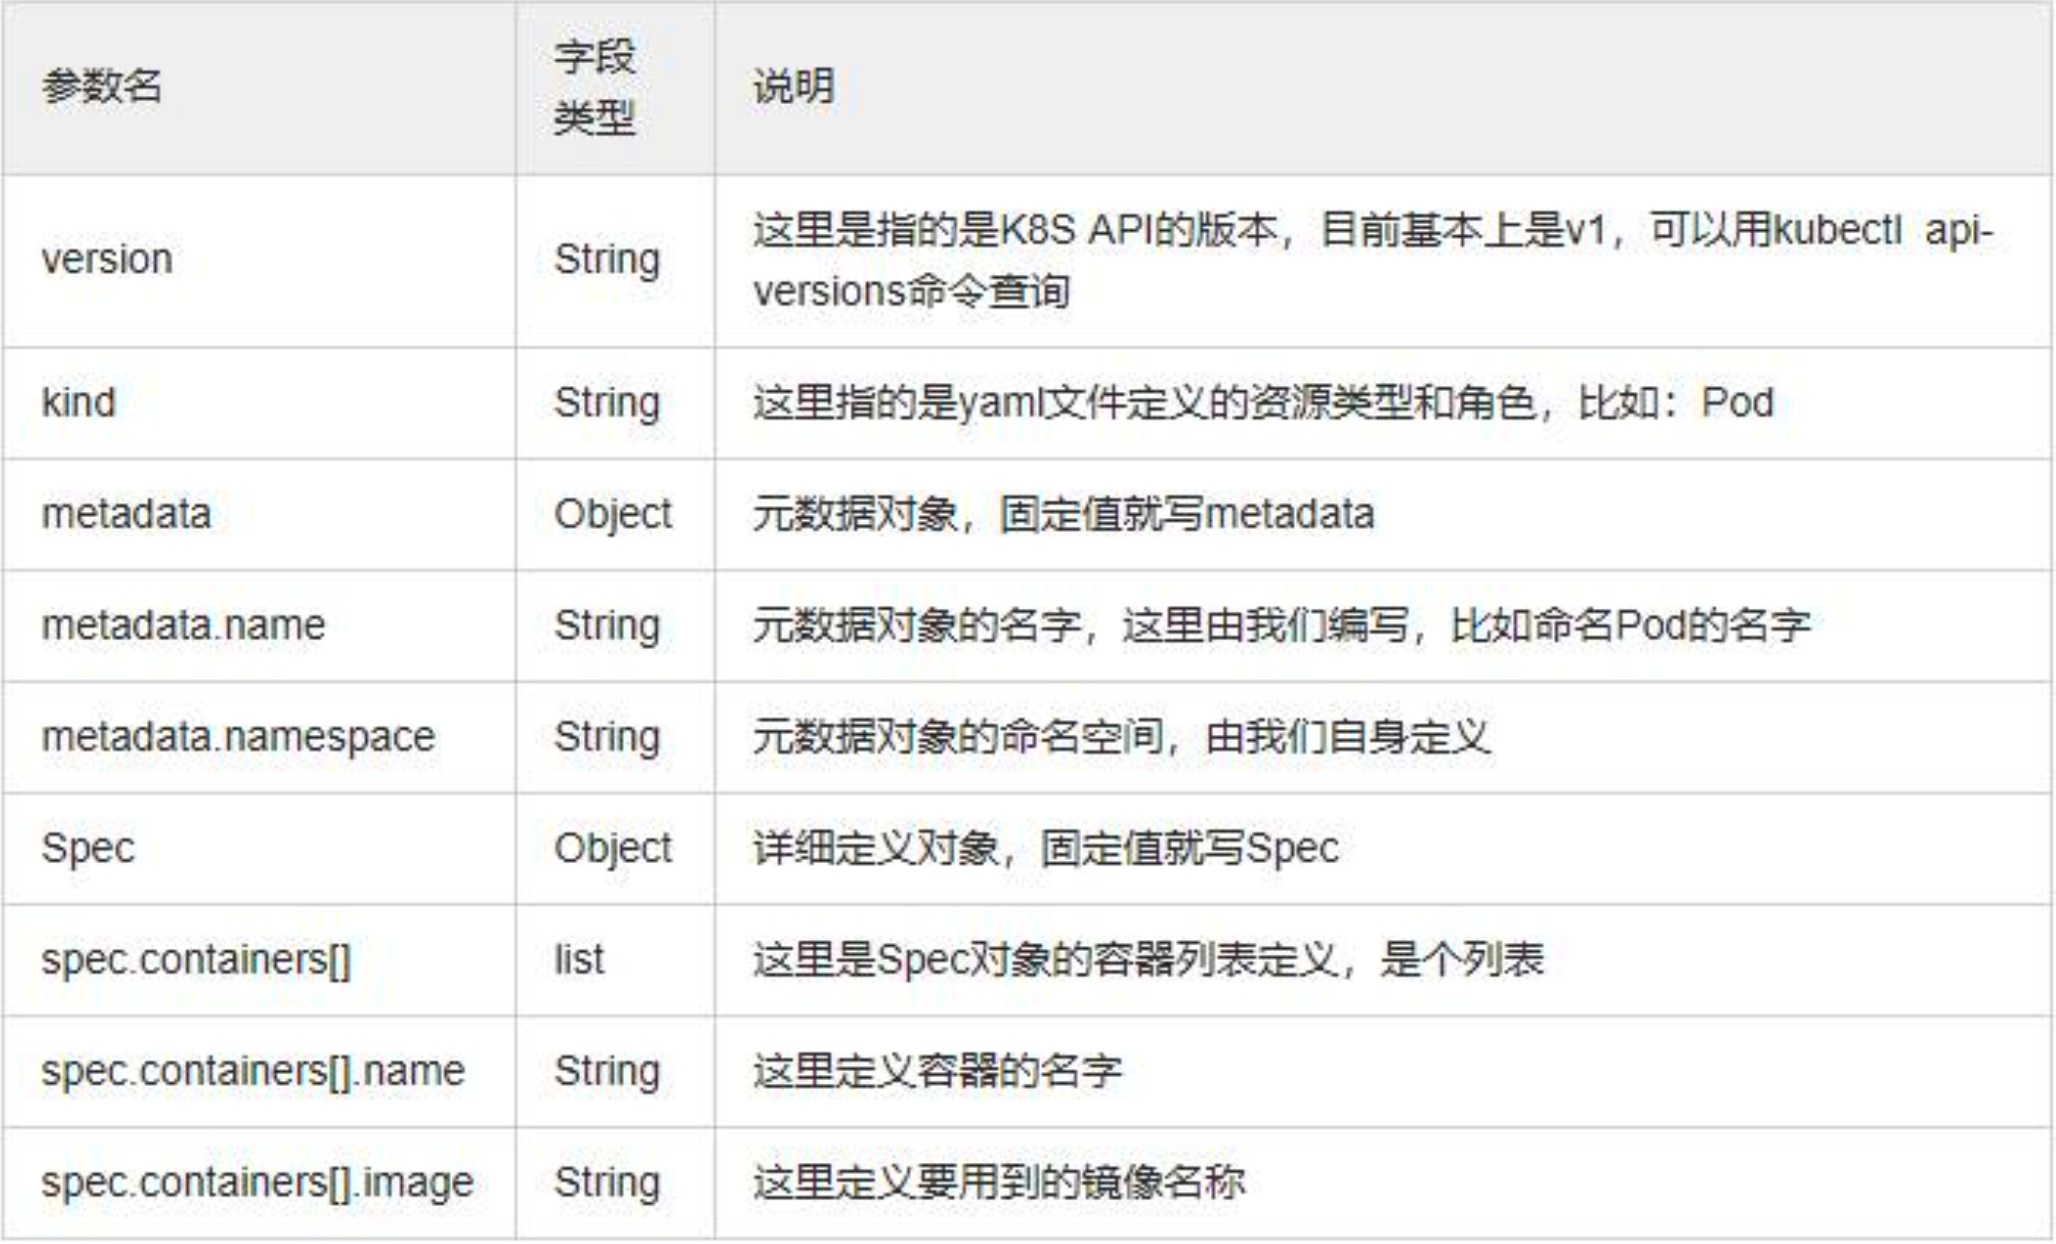 参数名
字段
类型
说明
version
String
这里是指的是K8S API的版本，目前基本上是v1，可以用kubectl api-
versions命令查询
kind
String
这里指的是yaml文件定义的资源类型和角色，比如：Pod
metadata
Object
元数据对象，固定值就写metadata
metadata.name
String
元数据对象的名字，这里由我们编写，比如命名Pod的名字
metadata.namespace
String
元数据对象的命名空间，由我们自身定义
Spec
Object
详细定义对象，固定值就写Spec
spec.containers[]
list
这里是Spec对象的容器列表定义，是个列表
spec.containers[].name
String
这里定义容器的名字
spec.containers[].image
String
这里定义要用到的镜像名称